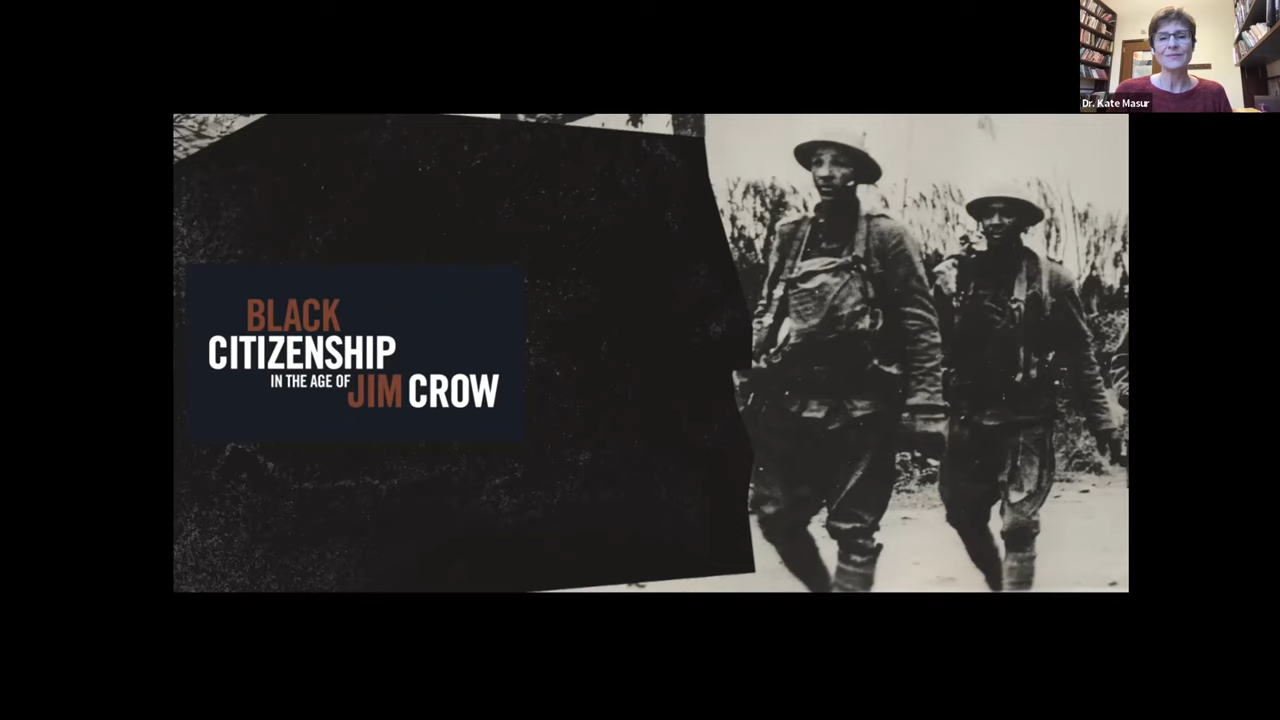 Dr. Kate Masur
BLACK
CITIZENSHIP
IN THE AGE OF
JIM CROW